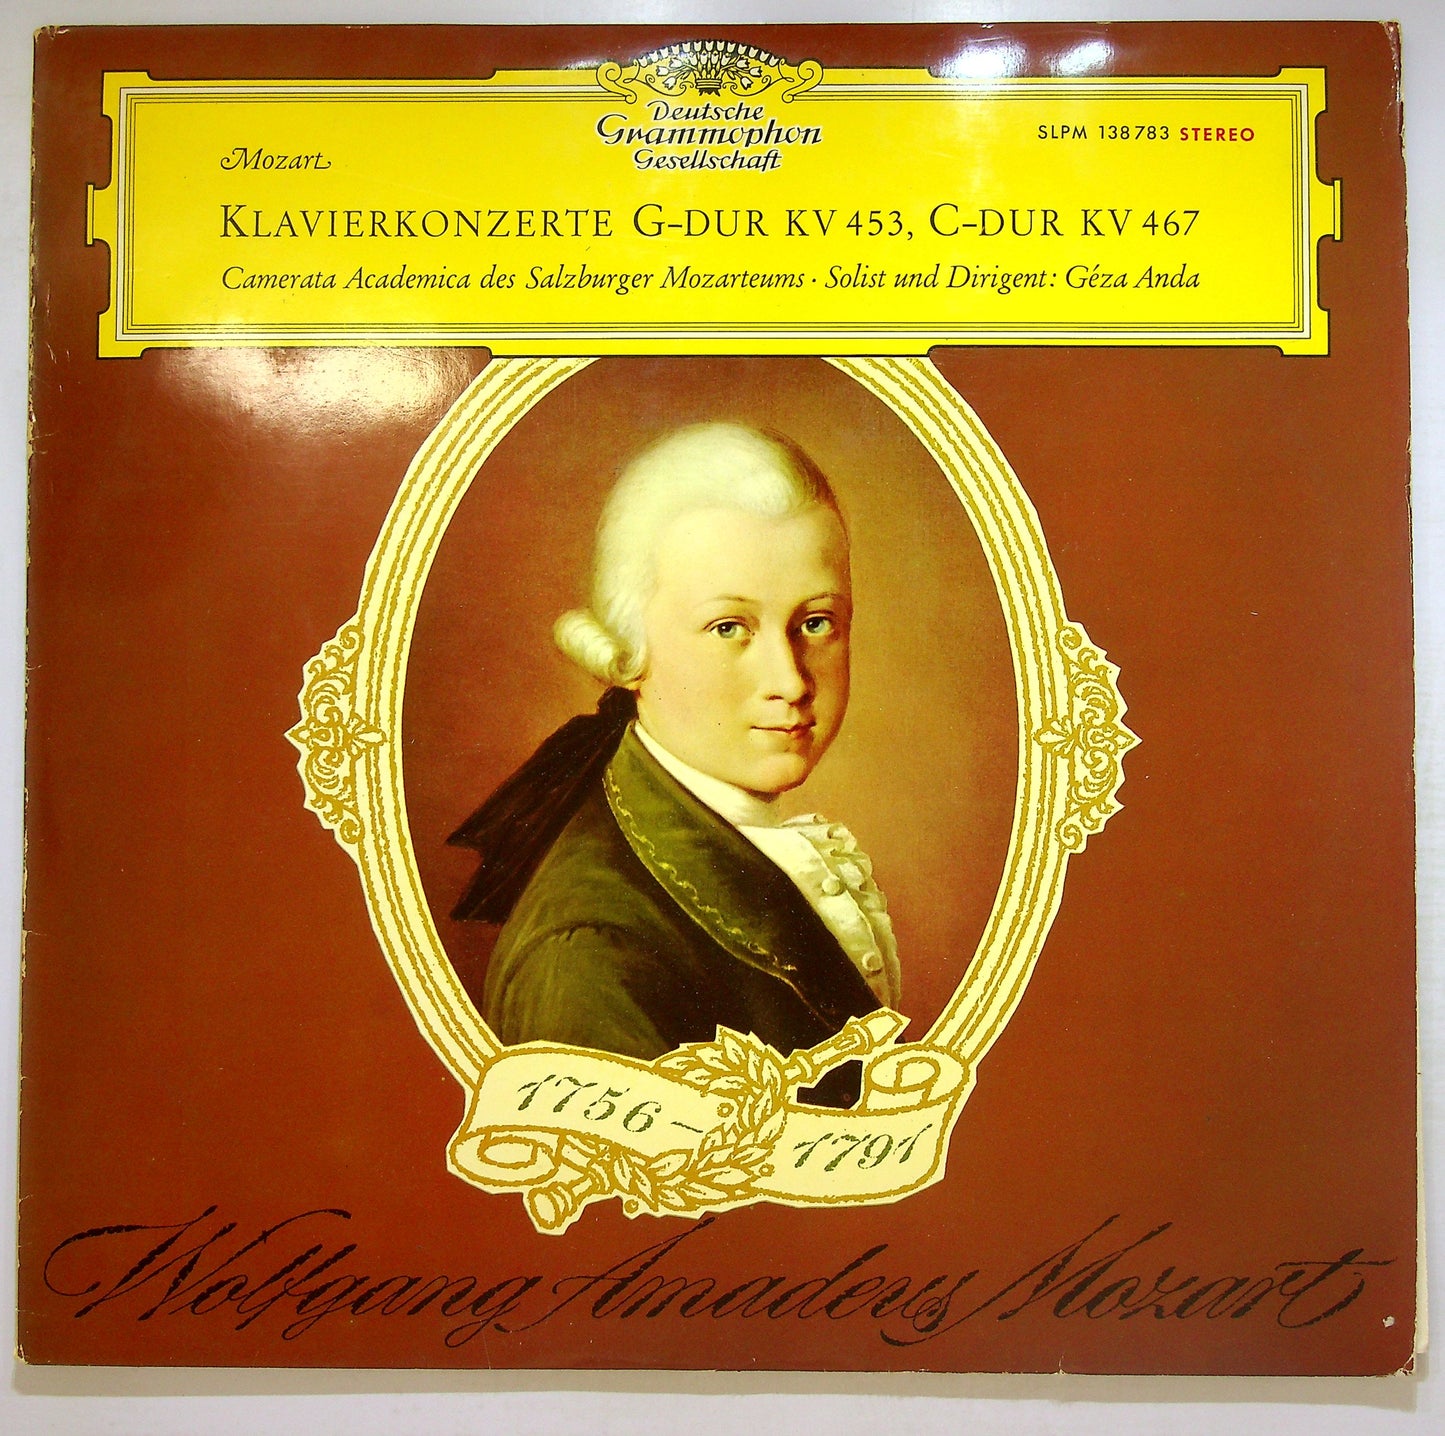 Deutsche
Grammophon
Gesellschaft
SLPM 138783 STEREO
Mozart
KLAVIERKONZERTE G-DUR KV 453, C-DUR KV 467
Camerata Academica des Salzburger Mozarteums · Solist und Dirigent: Géza Anda
1756-
1791
Wolfgang Amadeus Mozart